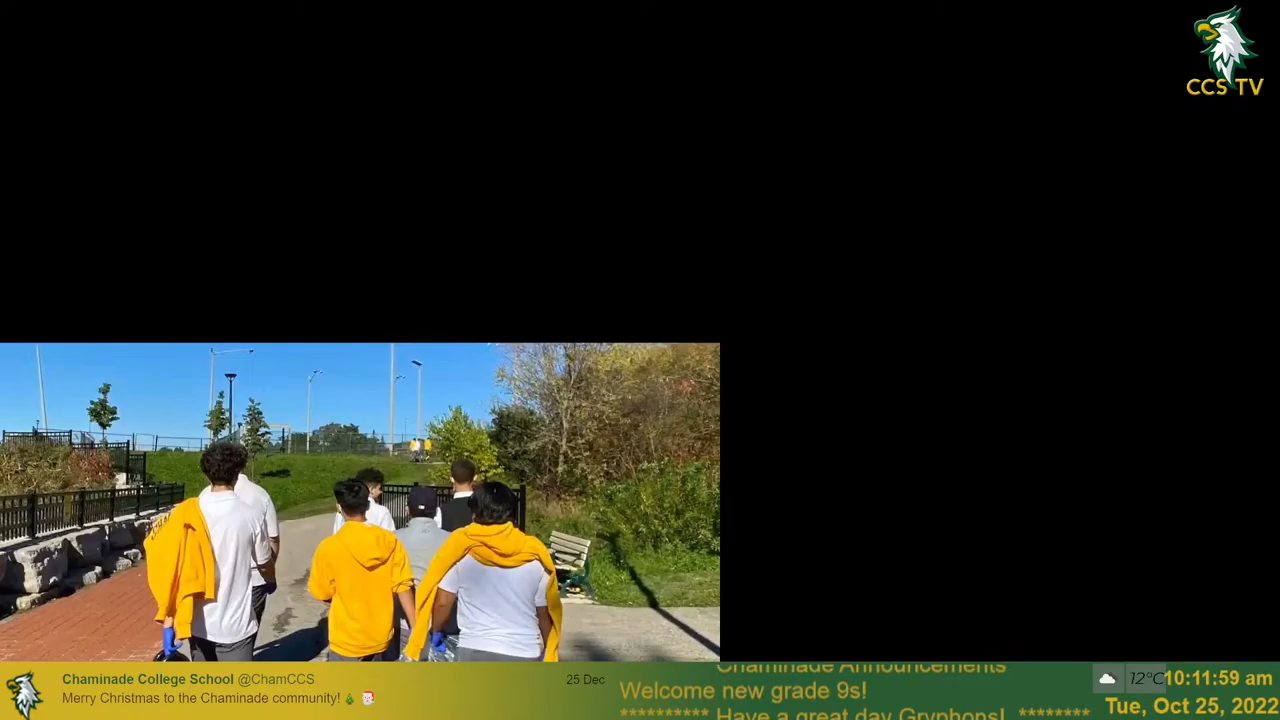 CCS TV
Chaminade College School @ChamCCS
25 Dec
Merry Christmas to the Chaminade community! 🎄 🎅
Chaminade Announcements
Welcome new grade 9s!
********** Have a great day Gryphons! ********
12°C
10:11:59 am
Tue, Oct 25, 2022